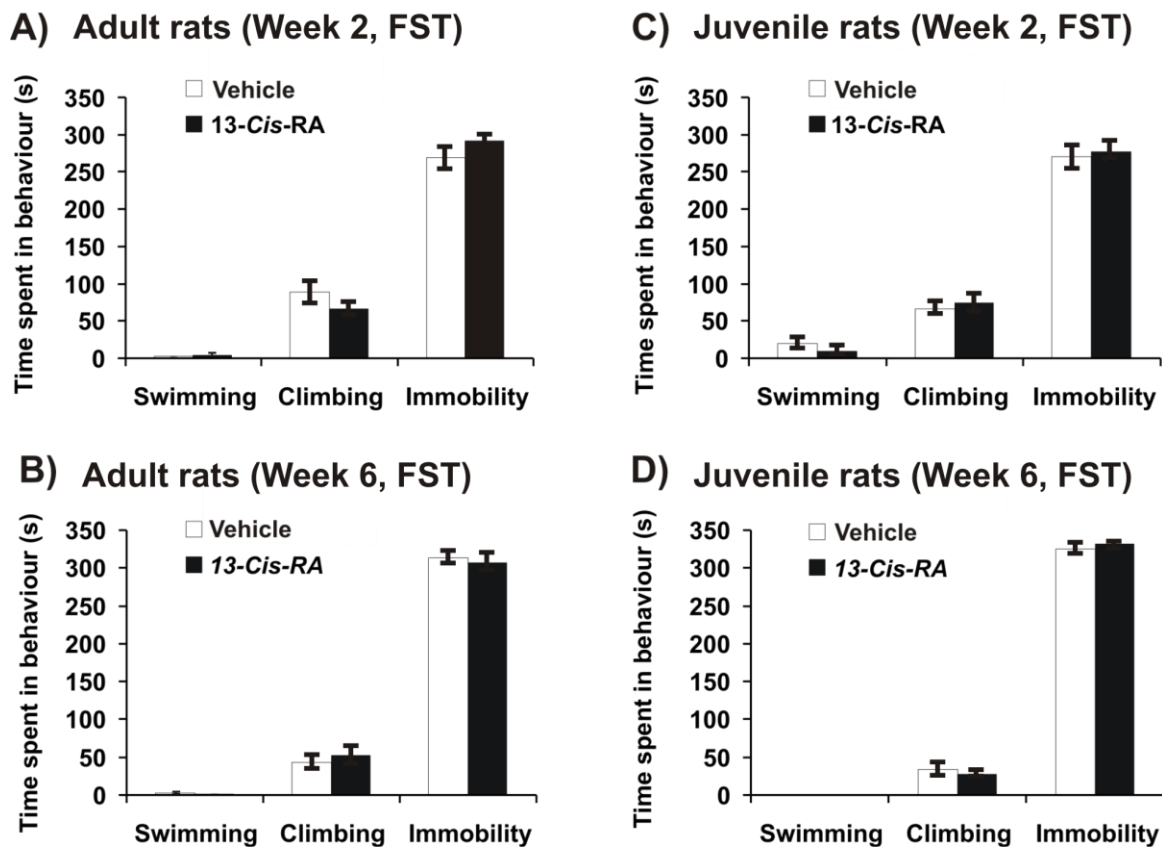 A) Adult rats (Week 2, FST)
Time spent in behaviour (s)
Vehicle
13-Cis-RA
350
300
250
200
150
100
50
0
Swimming Climbing Immobility
C) Juvenile rats (Week 2, FST)
Time spent in behaviour (s)
Vehicle
13-Cis-RA
350
300
250
200
150
100
50
0
Swimming Climbing Immobility
B) Adult rats (Week 6, FST)
Time spent in behaviour (s)
Vehicle
13-Cis-RA
350
300
250
200
150
100
50
0
Swimming Climbing Immobility
D) Juvenile rats (Week 6, FST)
Time spent in behaviour (s)
Vehicle
13-Cis-RA
350
300
250
200
150
100
50
0
Swimming Climbing Immobility